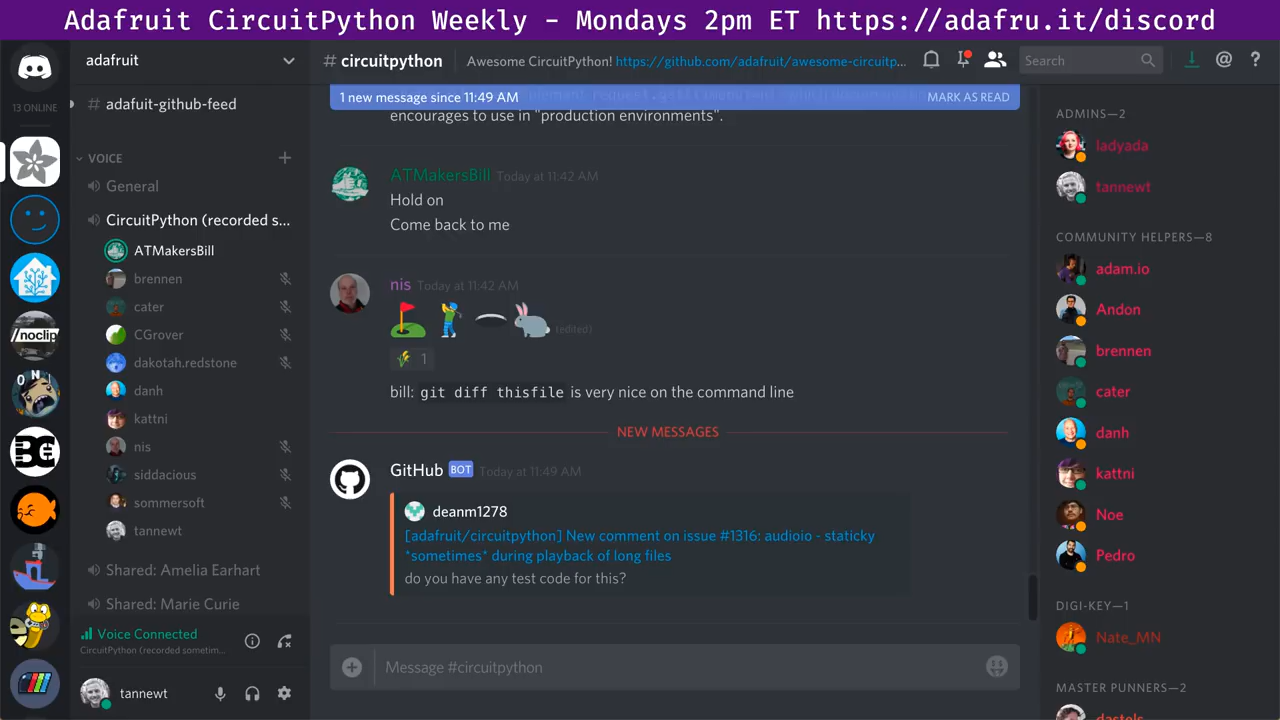 Adafruit CircuitPython Weekly - Mondays 2pm ET https://adafru.it/discord
adafruit
# circuitpython
Awesome CircuitPython! https://github.com/adafruit/awesome-circuitp...
Search
13 ONLINE
# adafuit-github-feed
VOICE
General
CircuitPython (recorded s...
ATMakersBill
brennen
cater
CGrover
dakotah.redstone
danh
kattni
nis
siddacious
sommersoft
tannewt
Shared: Amelia Earhart
Shared: Marie Curie
Voice Connected
CircuitPython (recorded sometim...
tannewt
/noclip
1 new message since 11:49 AM
MARK AS READ
encourages to use in "production environments".
ATMakersBill Today at 11:42 AM
Hold on
Come back to me
nis Today at 11:42 AM
(edited)
1
bill: git diff thisfile is very nice on the command line
NEW MESSAGES
GitHub BOT Today at 11:49 AM
deanm1278
[adafruit/circuitpython] New comment on issue #1316: audioio - staticky
*sometimes* during playback of long files
do you have any test code for this?
Message #circuitpython
ADMINS—2
ladyada
tannewt
COMMUNITY HELPERS—8
adam.io
Andon
brennen
cater
danh
kattni
Noe
Pedro
DIGI-KEY—1
Nate_MN
MASTER PUNNERS—2